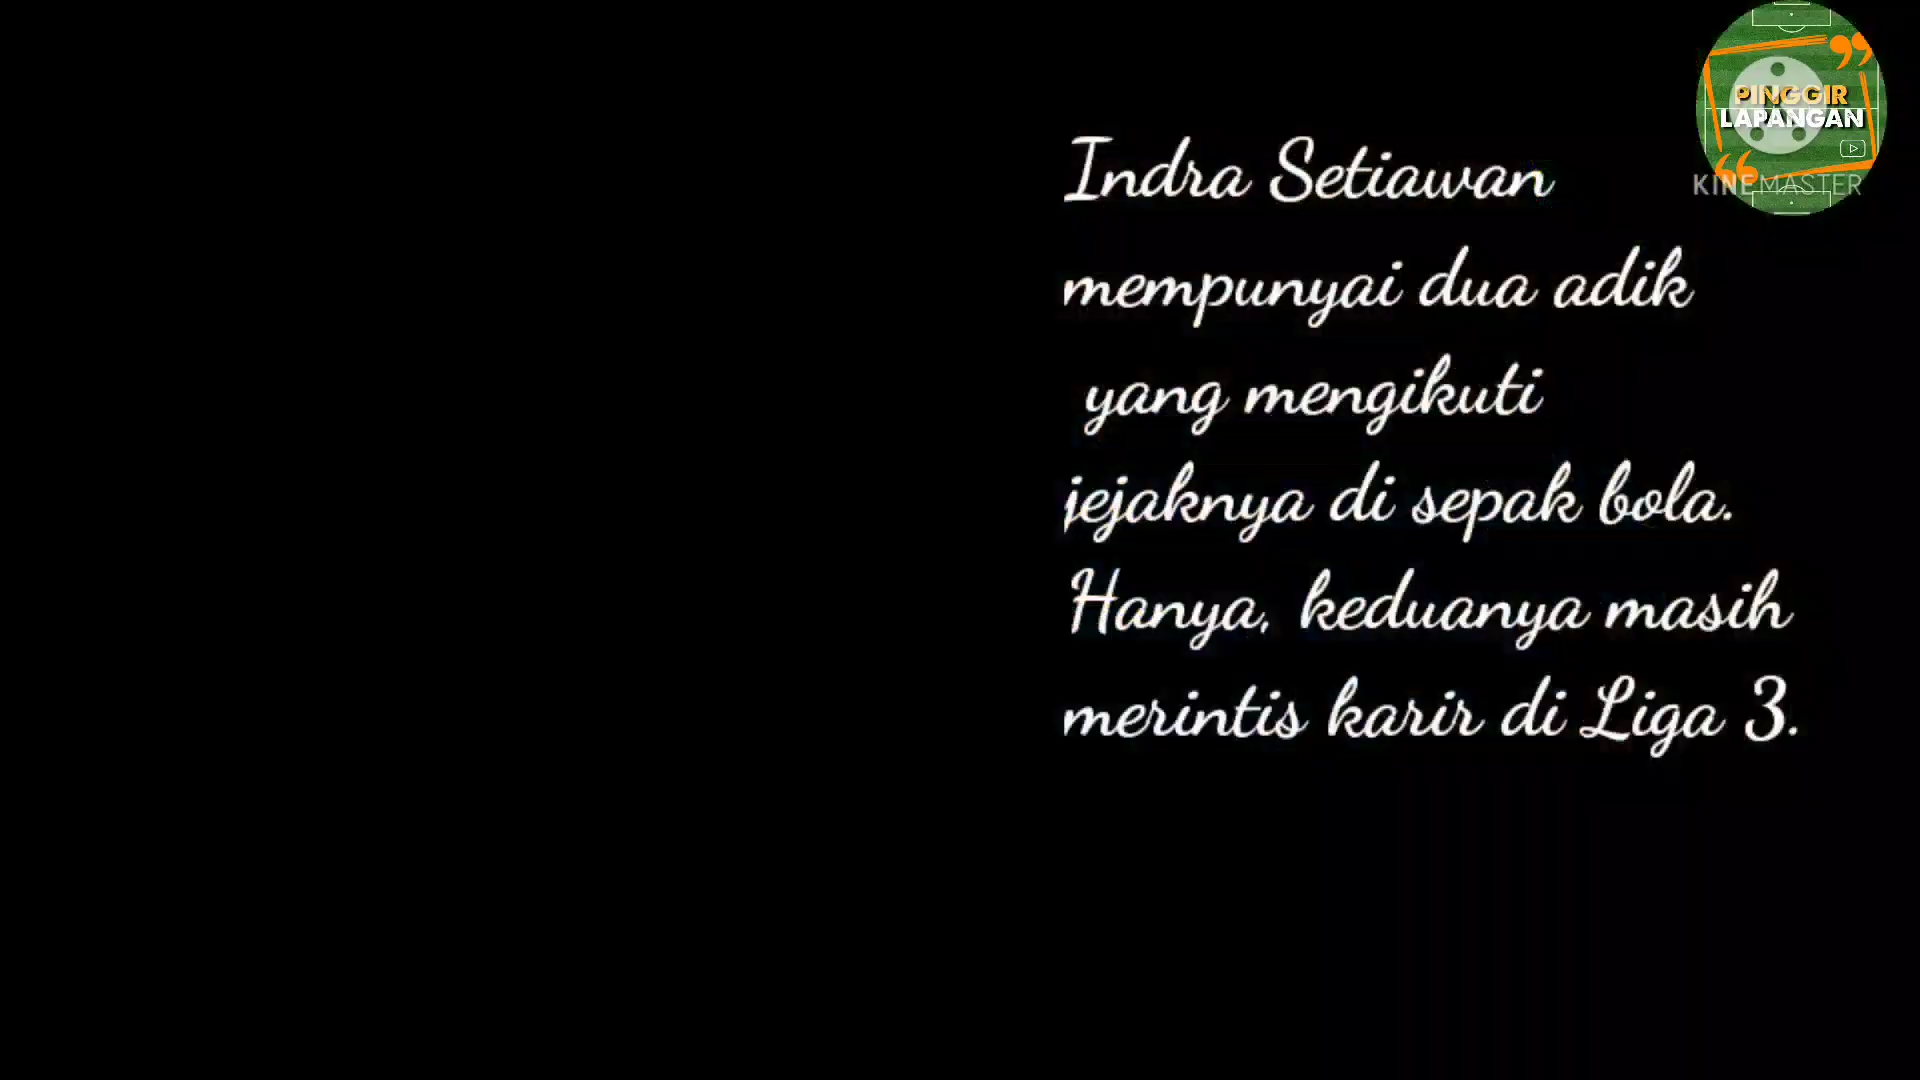 PINGGIR
LAPANGAN
KINEMASTER
Indra Setiawan
mempunyai dua adik
yang mengikuti
jejaknya di sepak bola.
Hanya, keduanya masih
merintis karir di Liga 3.